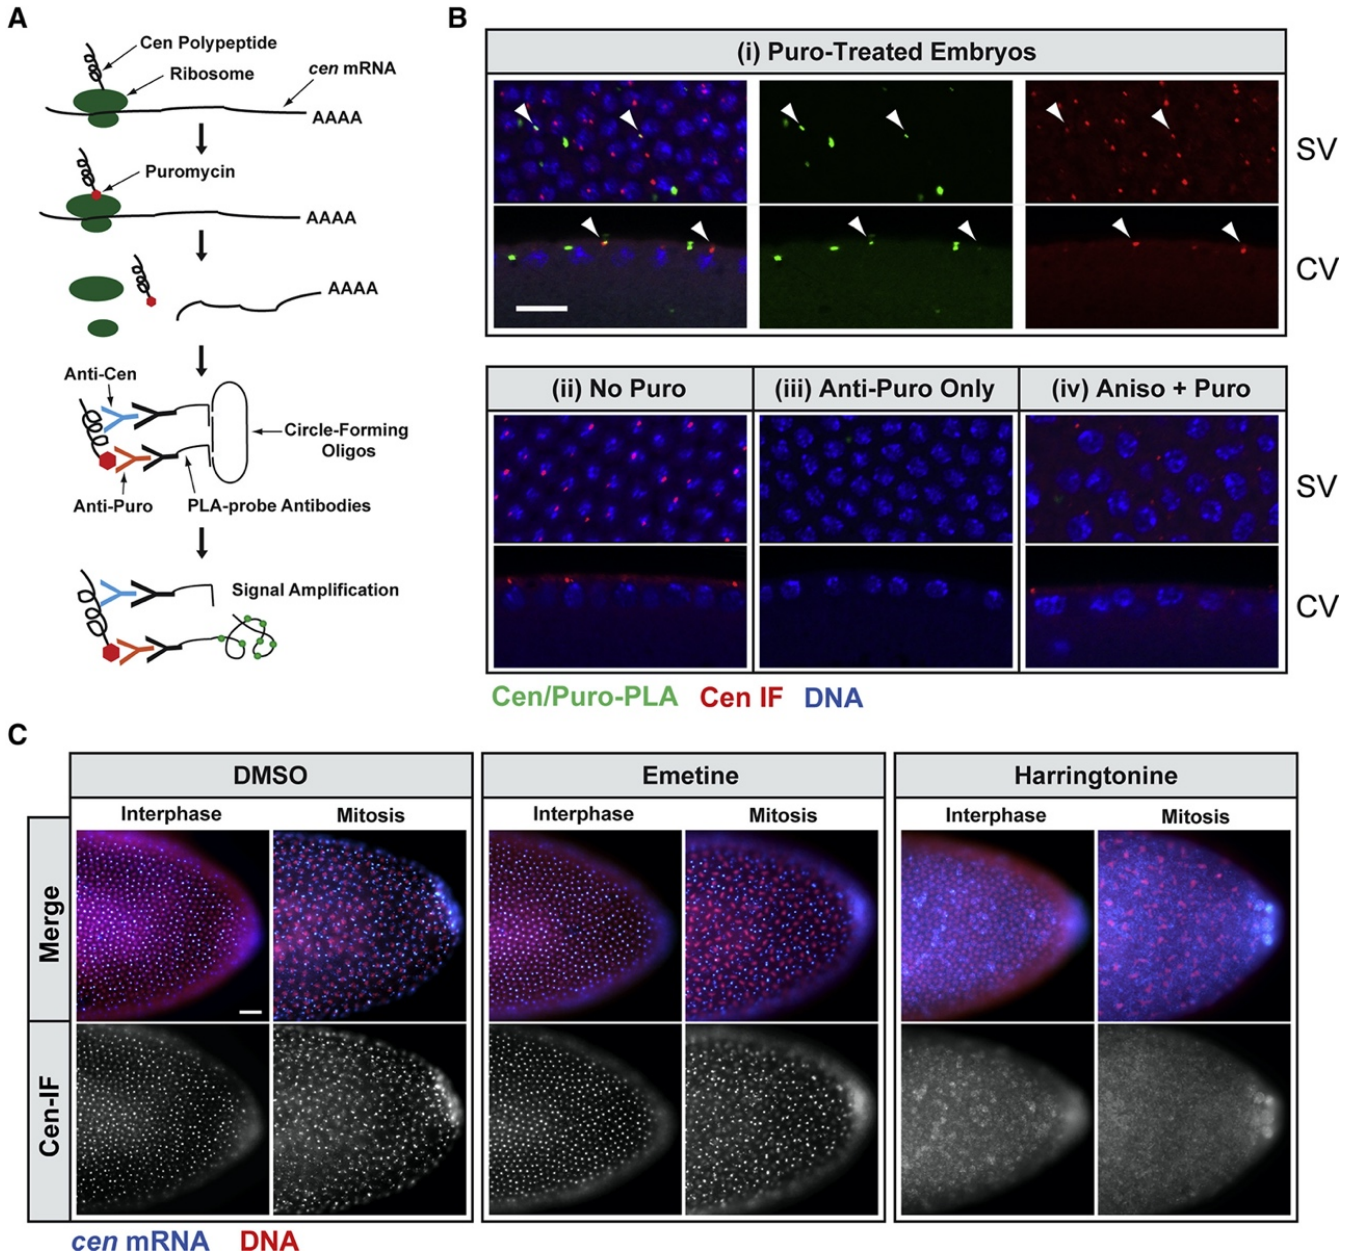 A
Cen Polypeptide
Ribosome
cen mRNA
AAAA
Puromycin
AAAA
AAAA
Anti-Cen
Circle-Forming
Oligos
Anti-Puro
PLA-probe Antibodies
Signal Amplification
B
(i) Puro-Treated Embryos
SV
CV
(ii) No Puro
(iii) Anti-Puro Only
(iv) Aniso + Puro
SV
CV
Cen/Puro-PLA Cen IF DNA
C
DMSO
Emetine
Harringtonine
Interphase
Mitosis
Interphase
Mitosis
Interphase
Mitosis
Merge
Cen-IF
cen mRNA DNA